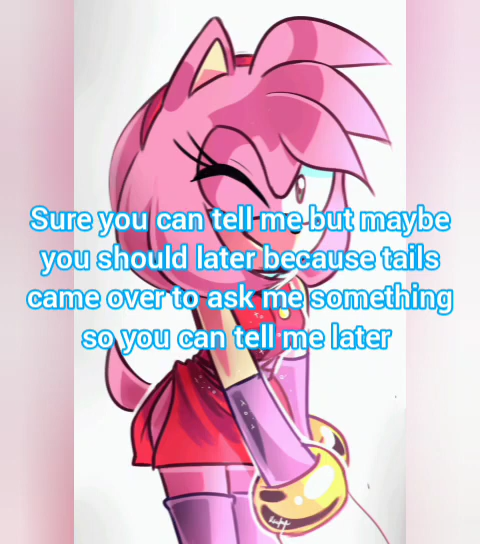 Sure you can tell me but maybe
you should later because tails
came over to ask me something
so you can tell me later